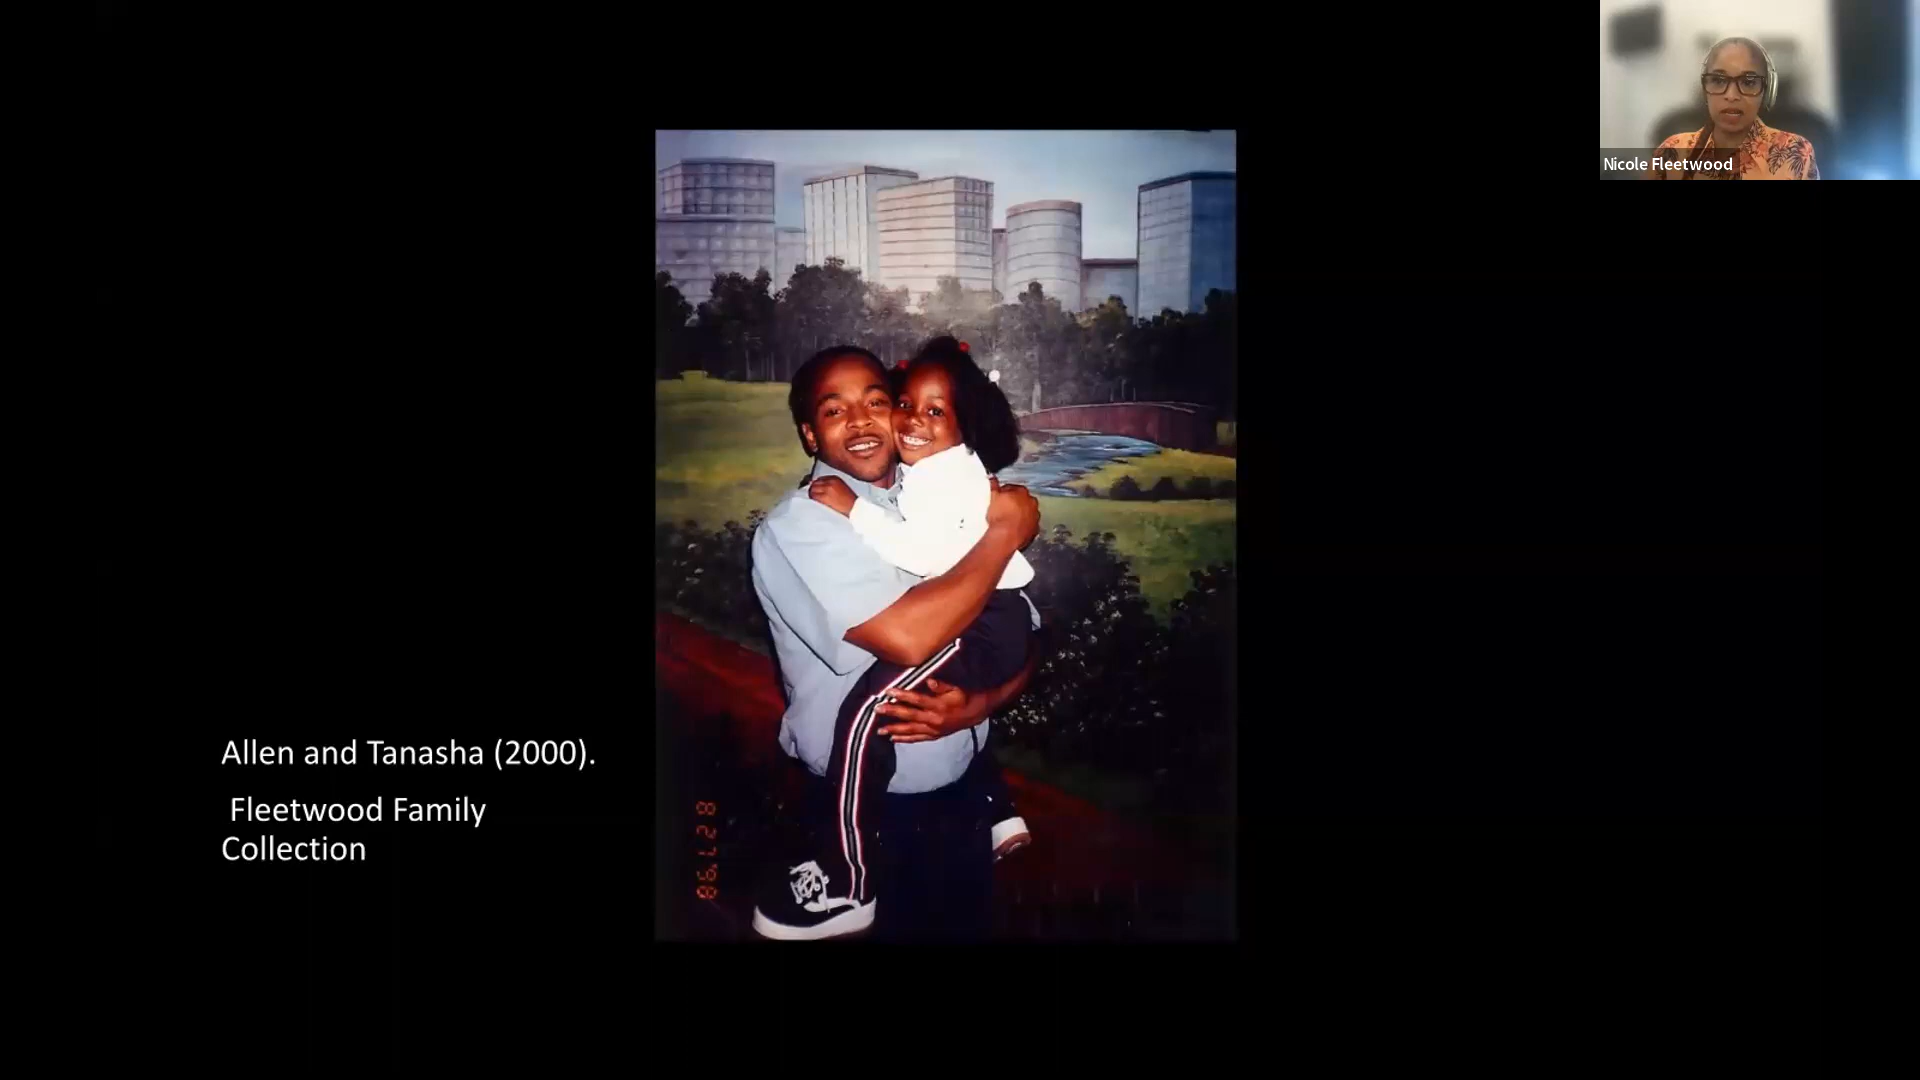 Nicole Fleetwood
Allen and Tanasha (2000).
Fleetwood Family
Collection